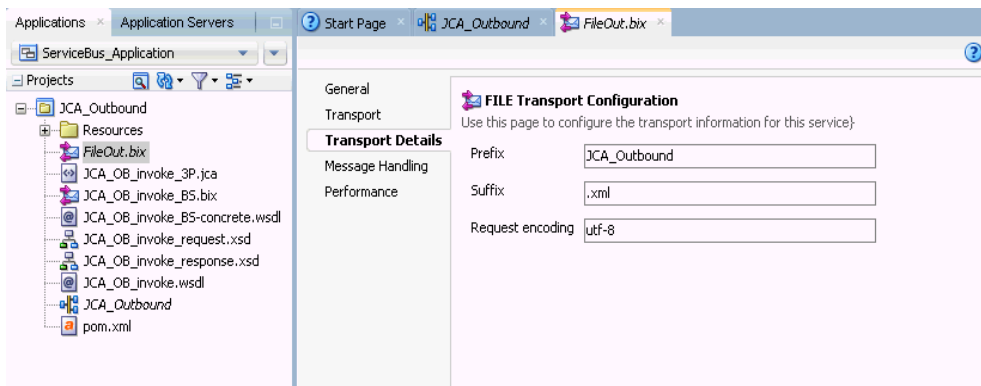 Applications
Application Servers
ServiceBus_Application
Projects
JCA_Outbound
Resources
FileOut.bix
JCA_OB_invoke_3P.jca
JCA_OB_invoke_BS.bix
JCA_OB_invoke_BS-concrete.wsdl
JCA_OB_invoke_request.xsd
JCA_OB_invoke_response.xsd
JCA_OB_invoke.wsdl
JCA_Outbound
pom.xml
Start Page
JCA_Outbound
FileOut.bix
General
Transport
Transport Details
Message Handling
Performance
FILE Transport Configuration
Use this page to configure the transport information for this service}
Prefix JCA_Outbound
Suffix .xml
Request encoding utf-8